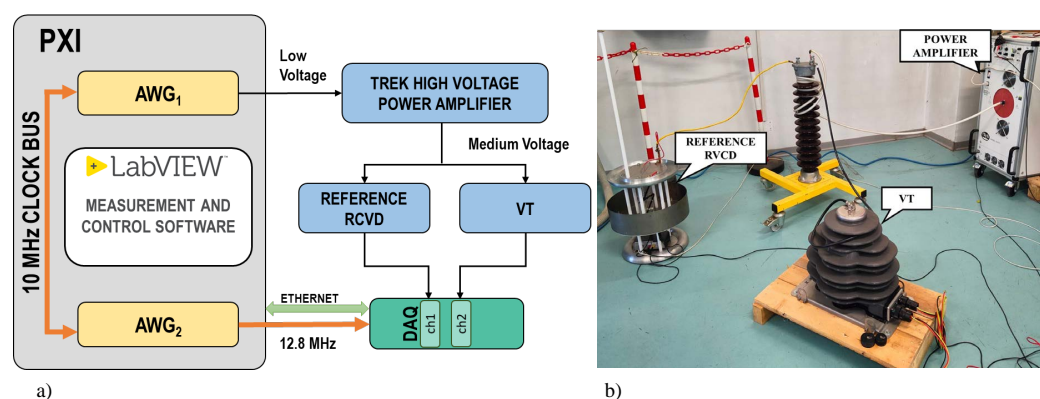 PXI
AWG1
10 MHz CLOCK BUS
LabVIEW™
MEASUREMENT AND
CONTROL SOFTWARE
AWG2
Low
Voltage
TREK HIGH VOLTAGE
POWER AMPLIFIER
Medium Voltage
REFERENCE
RCVD
VT
ETHERNET
12.8 MHz
DAQ
ch1
ch2
a)
POWER
AMPLIFIER
REFERENCE
RVCD
VT
b)